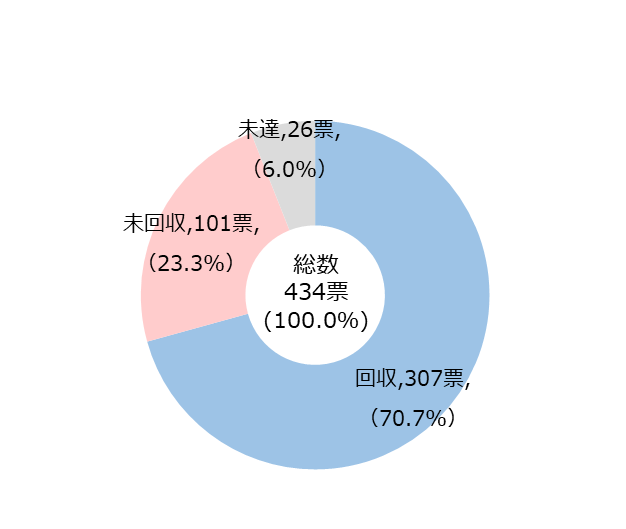 未達,26票,
（6.0%）
未回収,101票,
（23.3%）
総数
434票
(100.0%)
回収,307票,
（70.7%）